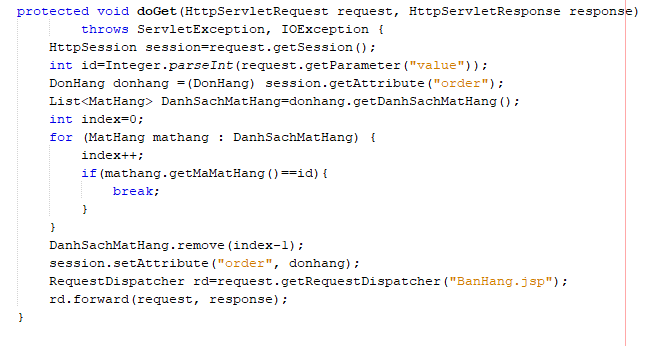 protected void doGet(HttpServletRequest request, HttpServletResponse response)
        throws ServletException, IOException {
    HttpSession session=request.getSession();
    int id=Integer.parseInt(request.getParameter("value"));
    DonHang donhang =(DonHang) session.getAttribute("order");
    List<MatHang> DanhSachMatHang=donhang.getDanhSachMatHang();
    int index=0;
    for (MatHang mathang : DanhSachMatHang) {
        index++;
        if(mathang.getMaMatHang()==id){
            break;
        }
    }
    DanhSachMatHang.remove(index-1);
    session.setAttribute("order", donhang);
    RequestDispatcher rd=request.getRequestDispatcher("BanHang.jsp");
    rd.forward(request, response);
}